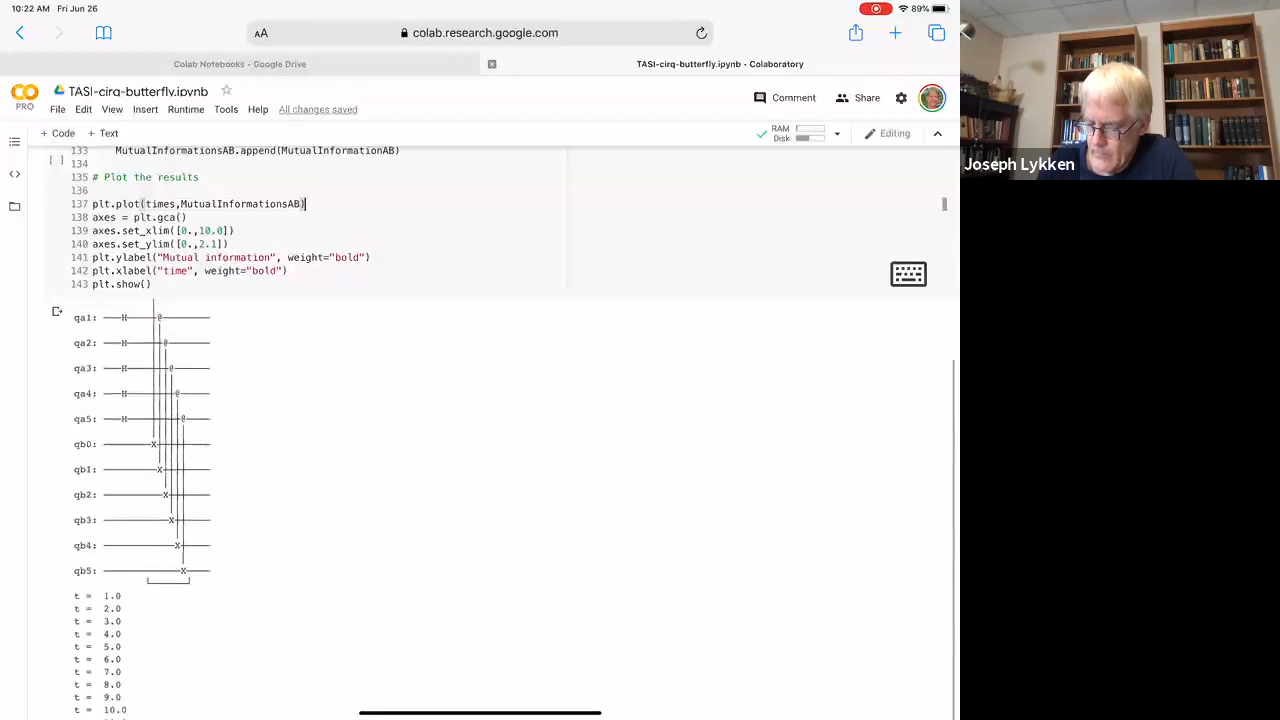 10:22 AM Fri Jun 26
89%
AA
colab.research.google.com
Colab Notebooks - Google Drive
TASI-cirq-butterfly.ipynb - Colaboratory
CO
PRO
TASI-cirq-butterfly.ipynb
Comment
Share
File Edit View Insert Runtime Tools Help All changes saved
+ Code + Text
RAM
Disk
Editing
133 MutualInformationsAB.append(MutualInformationAB)
[ ]
134
135 # Plot the results
136
137 plt.plot(times,MutualInformationsAB)
138 axes = plt.gca()
139 axes.set_xlim([0.,10.0])
140 axes.set_ylim([0.,2.1])
141 plt.ylabel("Mutual information", weight="bold")
142 plt.xlabel("time", weight="bold")
143 plt.show()
qa1: H @
qa2: H @
qa3: H @
qa4: H @
qa5: H @
qb0: X
qb1: X
qb2: X
qb3: X
qb4: X
qb5: X
t = 1.0
t = 2.0
t = 3.0
t = 4.0
t = 5.0
t = 6.0
t = 7.0
t = 8.0
t = 9.0
t = 10.0
Joseph Lykken